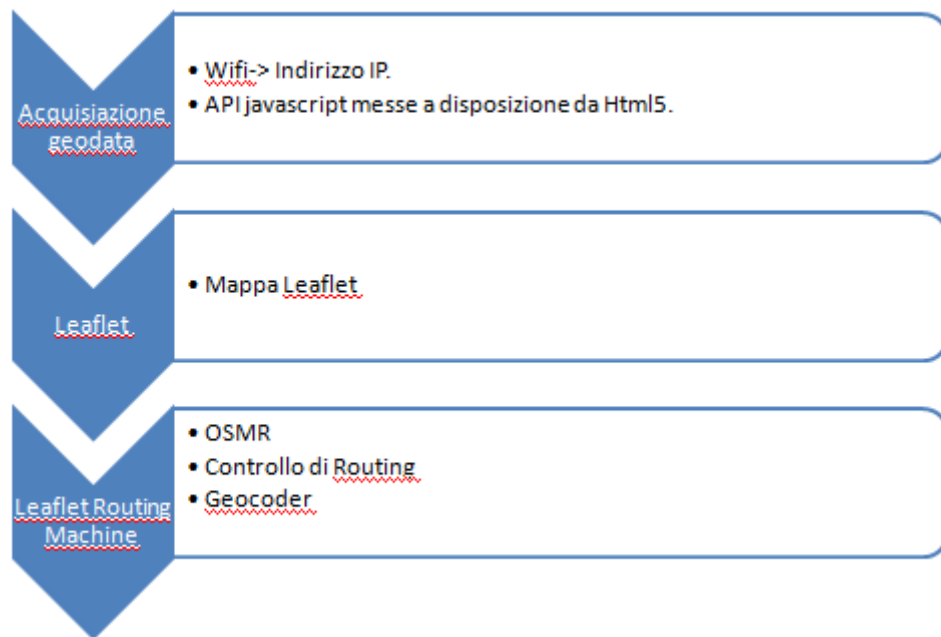 Acquisiazione
geodata
• Wifi-> Indirizzo IP.
• API javascript messe a disposizione da Html5.
Leaflet
• Mappa Leaflet
Leaflet Routing
Machine
• OSMR
• Controllo di Routing
• Geocoder